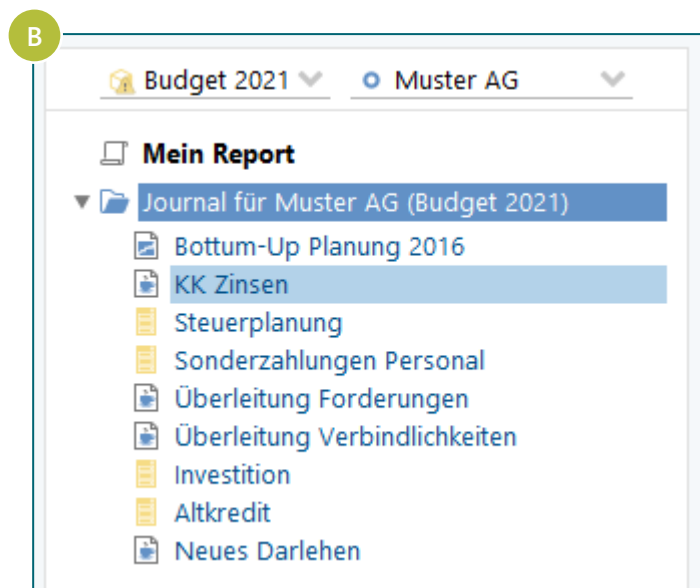 B
Budget 2021 Muster AG
Mein Report
Journal für Muster AG (Budget 2021)
Bottum-Up Planung 2016
KK Zinsen
Steuerplanung
Sonderzahlungen Personal
Überleitung Forderungen
Überleitung Verbindlichkeiten
Investition
Altkredit
Neues Darlehen